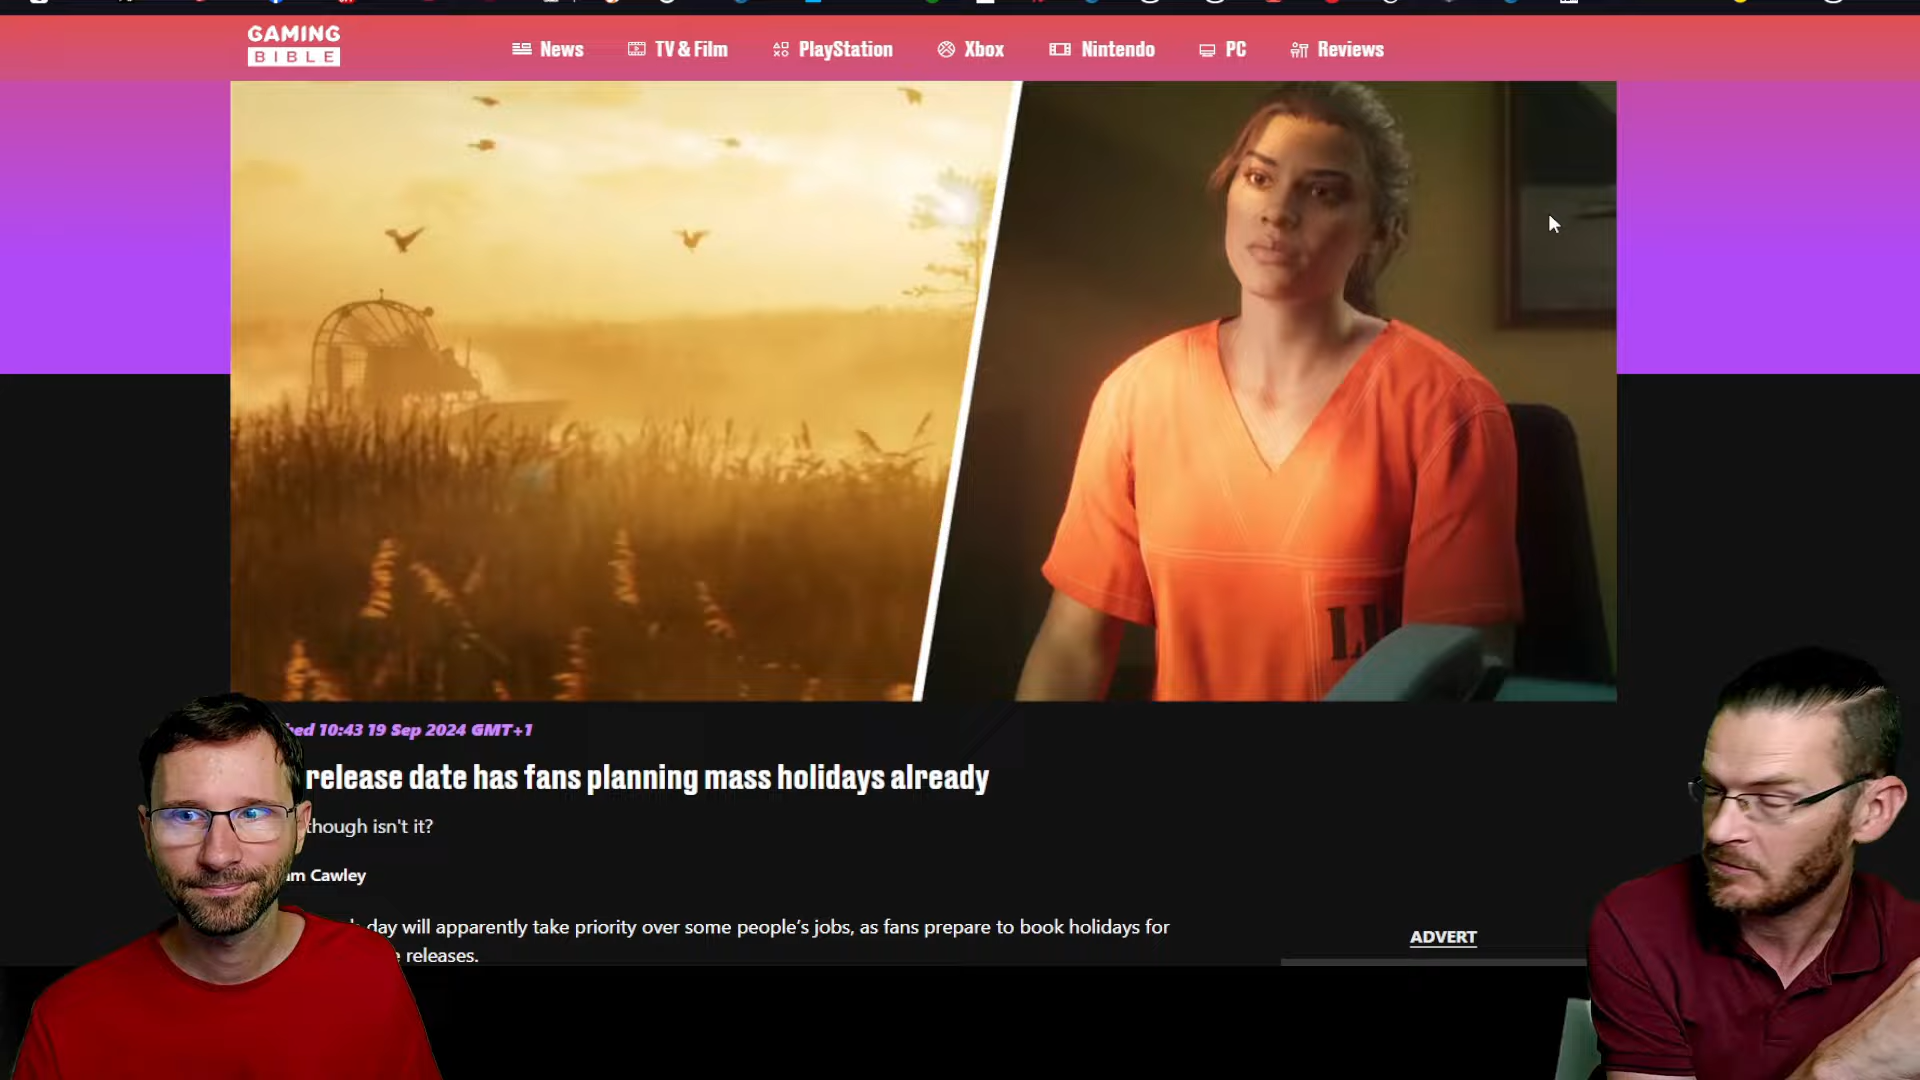 GAMING
BIBLE
News
TV & Film
PlayStation
Xbox
Nintendo
PC
Reviews
10:43 19 Sep 2024 GMT+1
release date has fans planning mass holidays already
though isn't it?
Cawley
day will apparently take priority over some people's jobs, as fans prepare to book holidays for
releases.
ADVERT